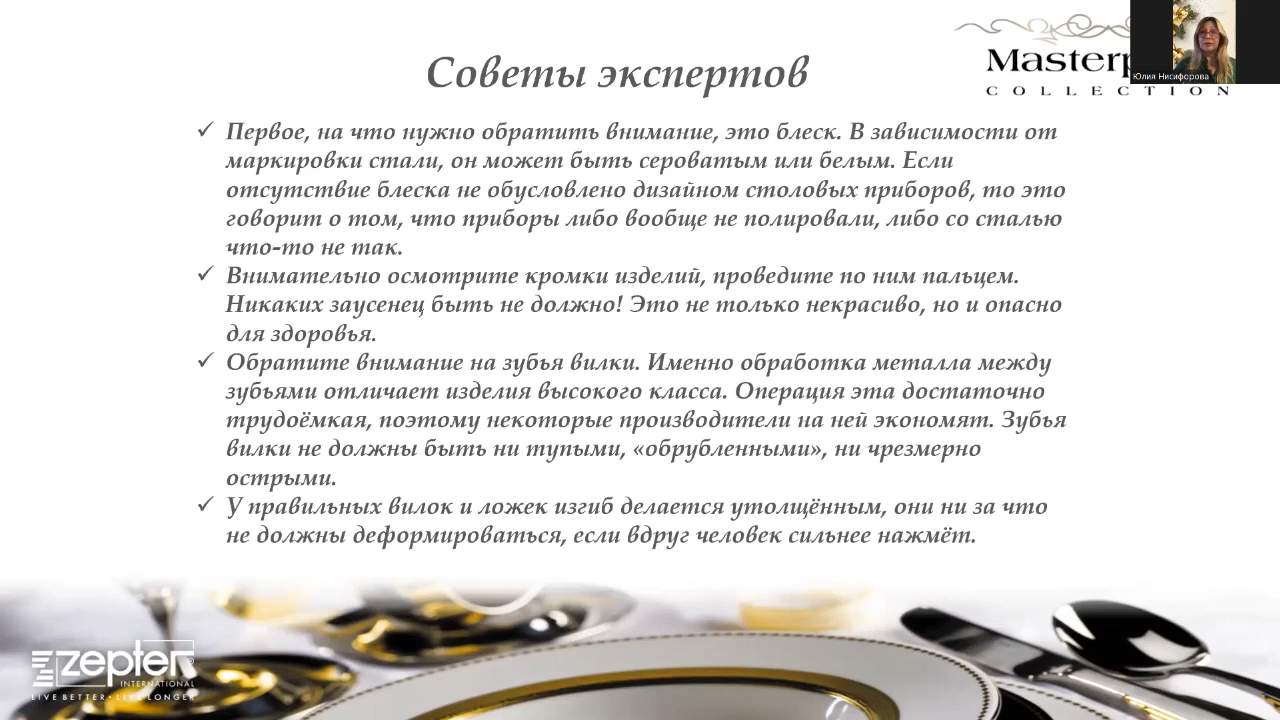 Советы экспертов
Masterp
COLLECTION
Юлия Нисифорова
✓ Первое, на что нужно обратить внимание, это блеск. В зависимости от
маркировки стали, он может быть сероватым или белым. Если
отсутствие блеска не обусловлено дизайном столовых приборов, то это
говорит о том, что приборы либо вообще не полировали, либо со сталью
что-то не так.
✓ Внимательно осмотрите кромки изделий, проведите по ним пальцем.
Никаких заусенец быть не должно! Это не только некрасиво, но и опасно
для здоровья.
✓ Обратите внимание на зубья вилки. Именно обработка металла между
зубьями отличает изделия высокого класса. Операция эта достаточно
трудоёмкая, поэтому некоторые производители на ней экономят. Зубья
вилки не должны быть ни тупыми, «обрубленными», ни чрезмерно
острыми.
✓ У правильных вилок и ложек изгиб делается утолщённым, они ни за что
не должны деформироваться, если вдруг человек сильнее нажмёт.
zepter
INTERNATIONAL
LIVE BETTER • LIVE LONGER